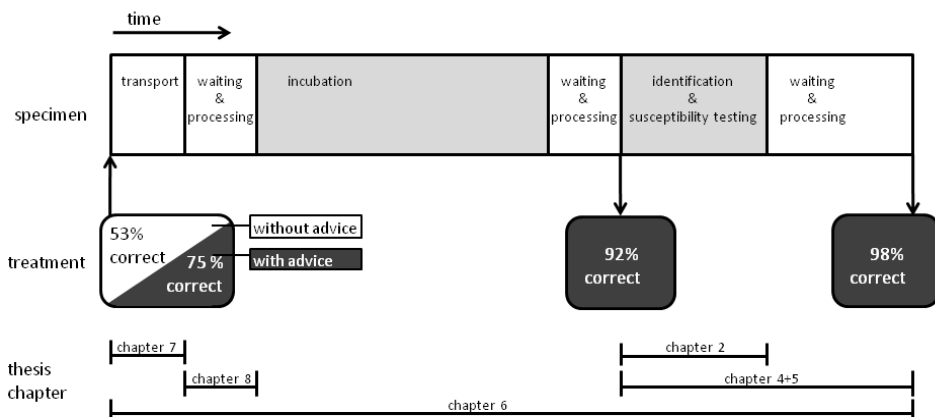 time
specimen
transport
waiting
&
processing
incubation
waiting
&
processing
identification
&
susceptibility testing
waiting
&
processing
treatment
53%
correct
75 %
correct
without advice
with advice
92%
correct
98%
correct
thesis
chapter
chapter 7
chapter 2
chapter 8
chapter 4+5
chapter 6